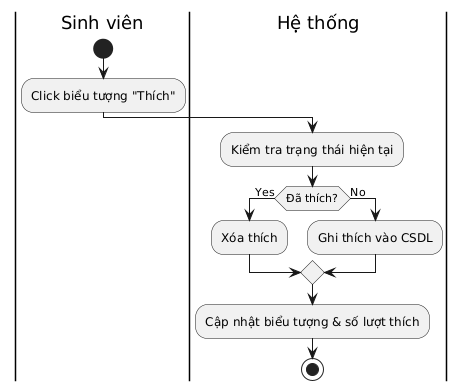 Sinh viên
Hệ thống
Click biểu tượng "Thích"
Kiểm tra trạng thái hiện tại
Đã thích?
Yes
No
Xóa thích
Ghi thích vào CSDL
Cập nhật biểu tượng & số lượt thích